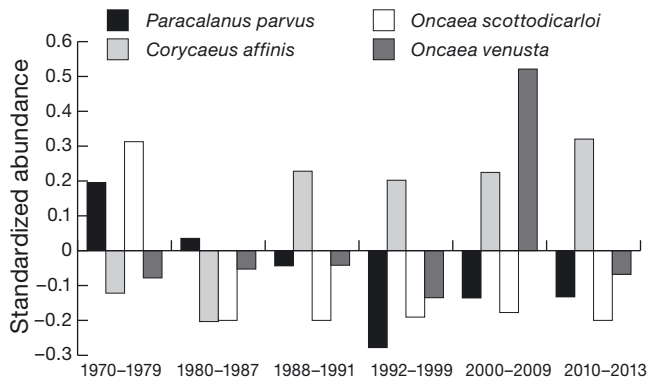 Paracalanus parvus
Oncaea scottodicarloi
Corycaeus affinis
Oncaea venusta
Standardized abundance
0.6
0.5
0.4
0.3
0.2
0.1
0
−0.1
−0.2
−0.3
1970–1979 1980–1987 1988–1991 1992–1999 2000–2009 2010–2013